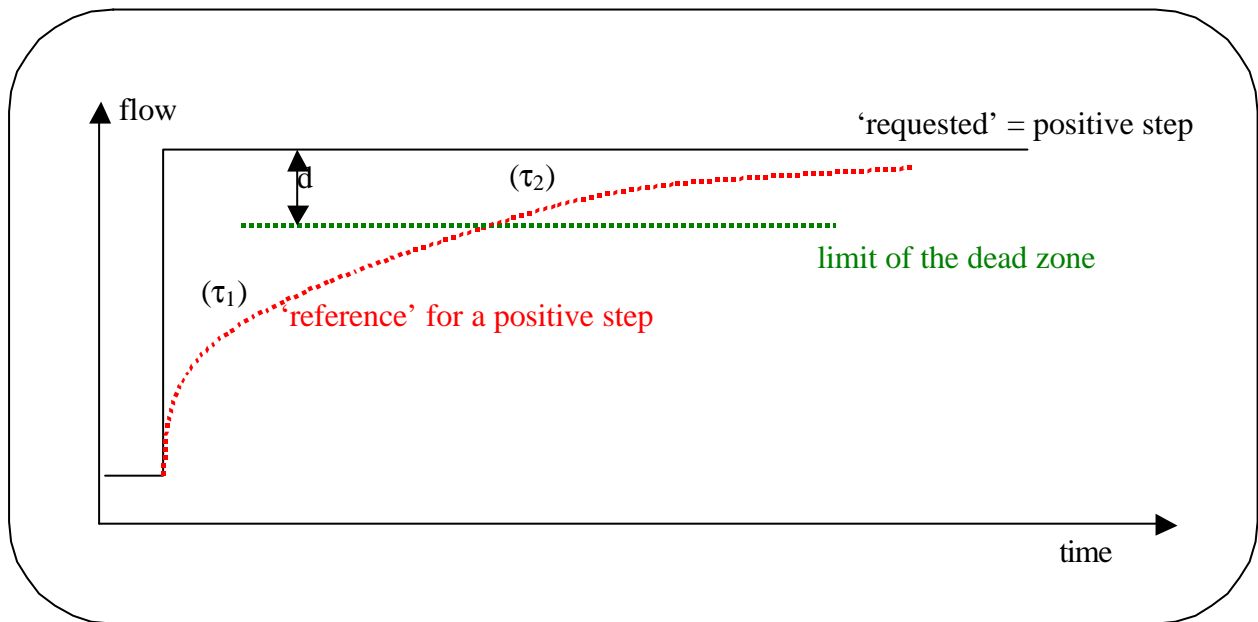 flow
‘requested’ = positive step
d
(τ2)
limit of the dead zone
(τ1)
‘reference’ for a positive step
time